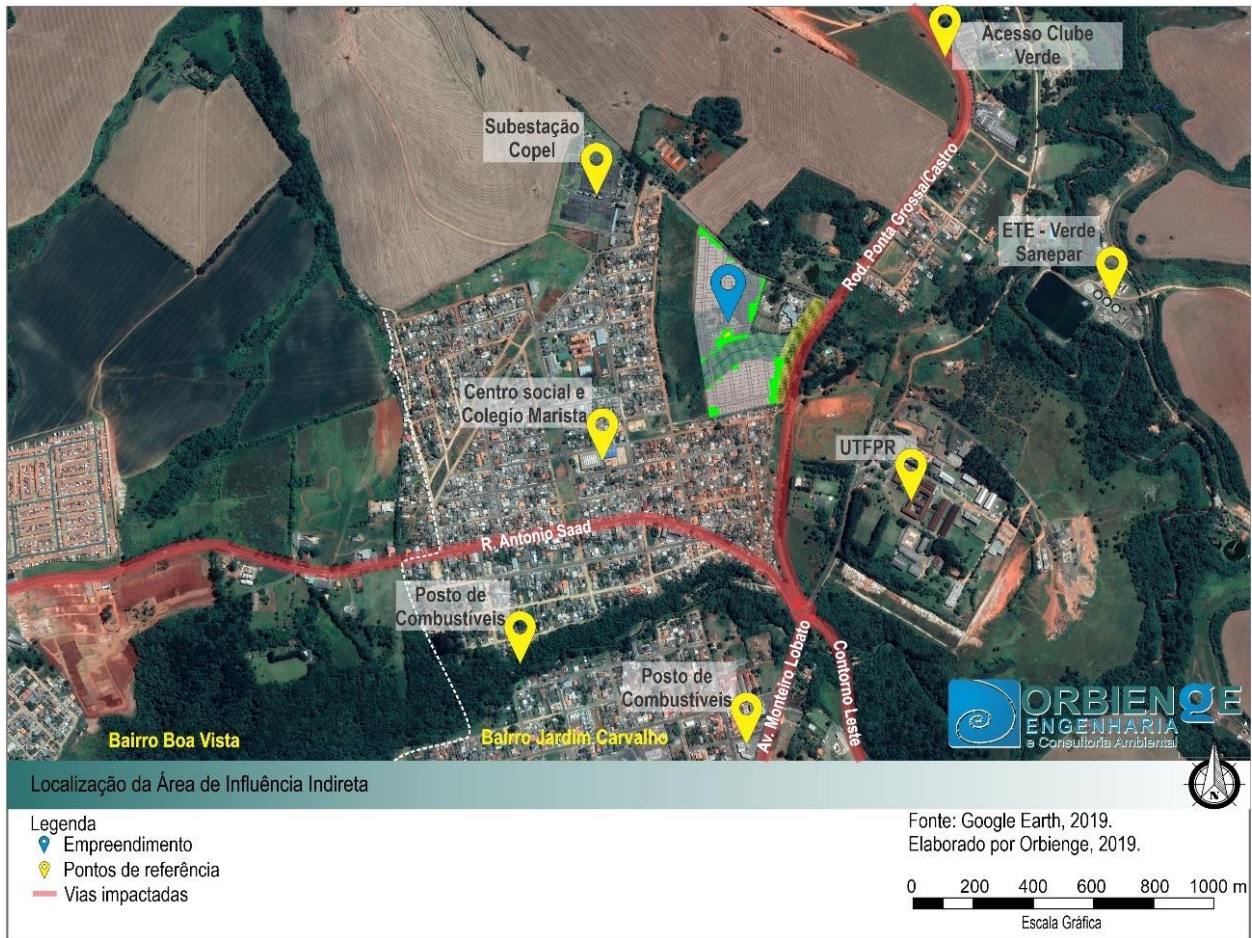 Acesso Clube
Verde
Subestação
Copel
Rod. Ponta Grossa/Castro
ETE - Verde
Sanepar
Centro social e
Colegio Marista
UTFPR
R. Antonio Saad
Posto de
Combustíveis
Posto de
Combustíveis
Av. Monteiro Lobato
Contorno Leste
ORBIENGE
ENGENHARIA
e Consultoria Ambiental
Bairro Boa Vista
Bairro Jardim Carvalho
Localização da Área de Influência Indireta
N
Legenda
Empreendimento
Pontos de referência
Vias impactadas
Fonte: Google Earth, 2019.
Elaborado por Orbienge, 2019.
0 200 400 600 800 1000 m
Escala Gráfica